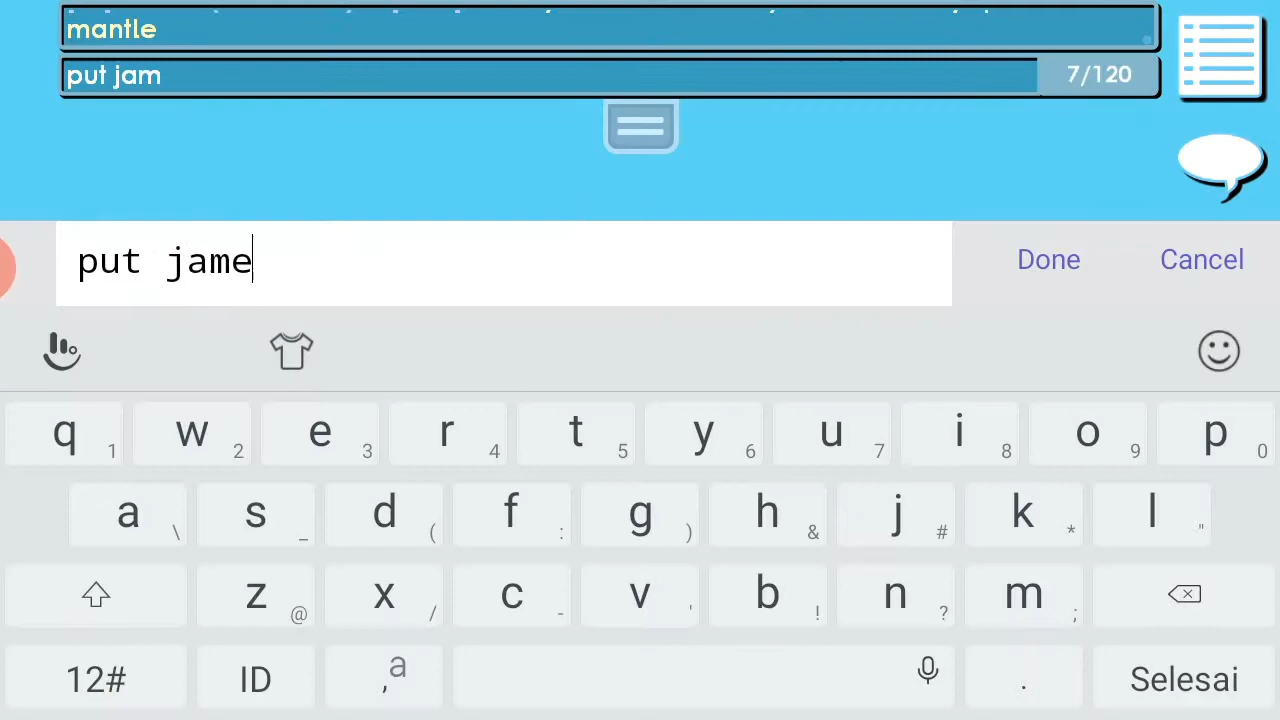 mantle
put jam 7/120
put jame Done Cancel
q 1 w 2 e 3 r 4 t 5 y 6 u 7 i 8 o 9 p 0
a \ s _ d ( f : g ) h & j # k * l "
z @ x / c - v ' b ! n ? m ;
12# ID , a . Selesai